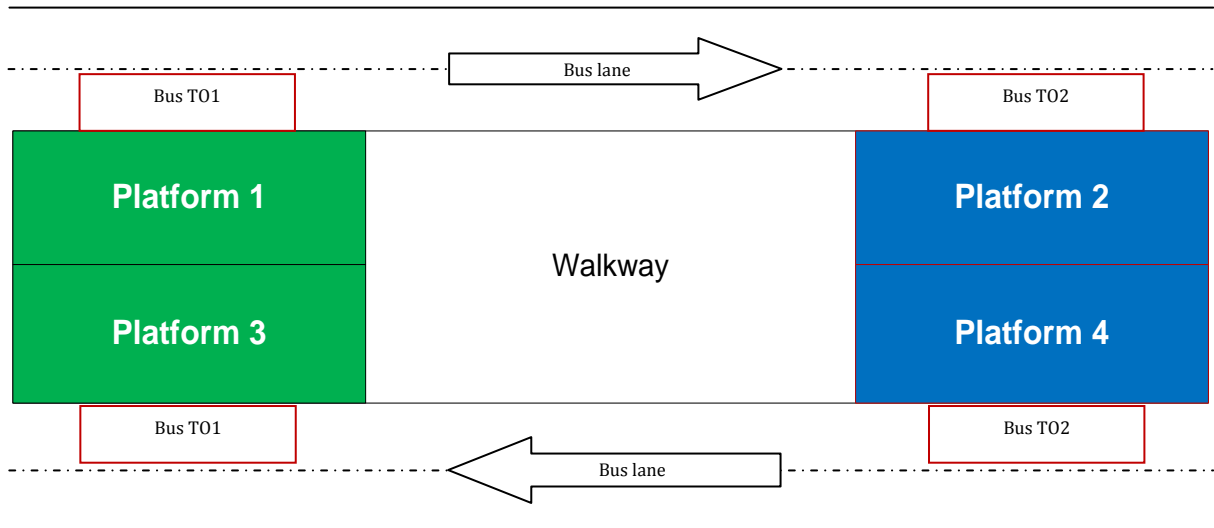 Bus lane
Bus TO1
Bus TO2
Platform 1
Platform 2
Walkway
Platform 3
Platform 4
Bus TO1
Bus TO2
Bus lane